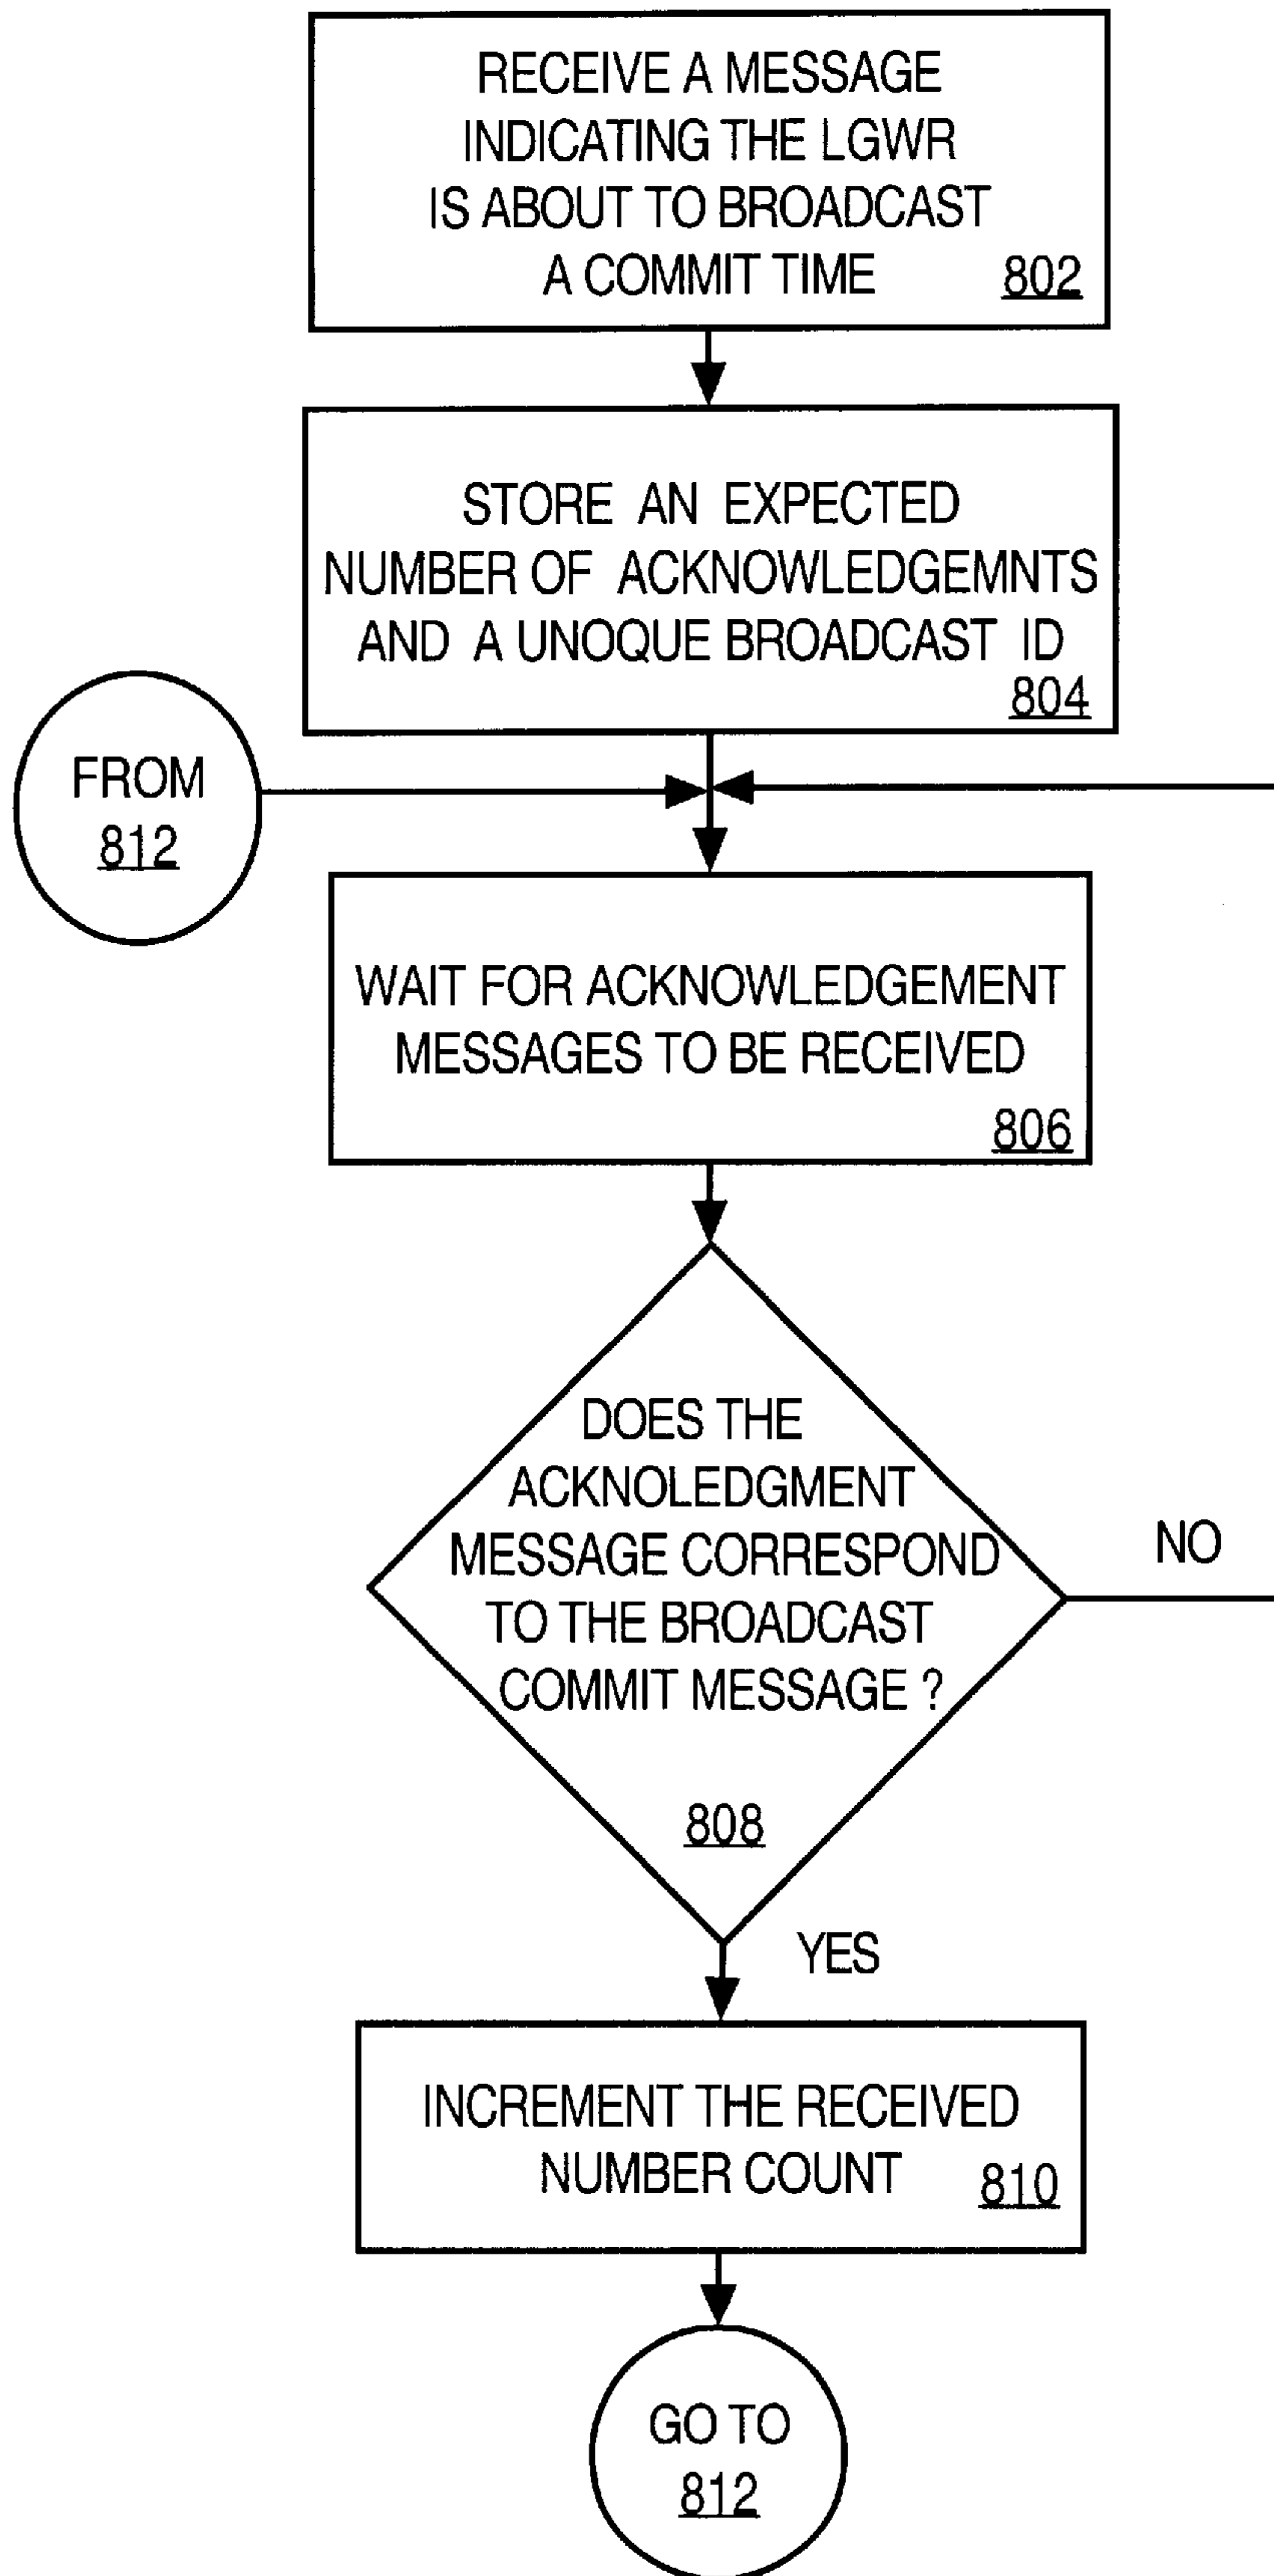 RECEIVE A MESSAGE
INDICATING THE LGWR
IS ABOUT TO BROADCAST
A COMMIT TIME 802
STORE AN EXPECTED
NUMBER OF ACKNOWLEDGEMNTS
AND A UNOQUE BROADCAST ID
804
FROM
812
WAIT FOR ACKNOWLEDGEMENT
MESSAGES TO BE RECEIVED
806
DOES THE
ACKNOLEDGMENT
MESSAGE CORRESPOND
TO THE BROADCAST
COMMIT MESSAGE ?
NO
808
YES
INCREMENT THE RECEIVED
NUMBER COUNT 810
GO TO
812